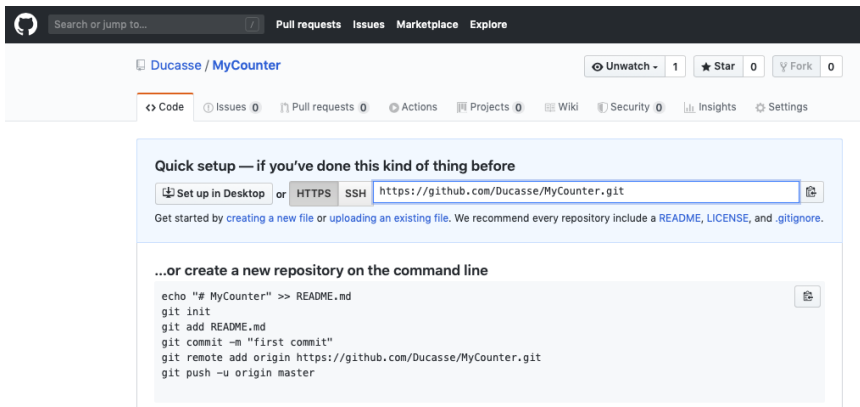 Search or jump to... / Pull requests Issues Marketplace Explore
Ducasse / MyCounter Unwatch 1 Star 0 Fork 0
Code Issues 0 Pull requests 0 Actions Projects 0 Wiki Security 0 Insights Settings
Quick setup — if you've done this kind of thing before
Set up in Desktop or HTTPS SSH https://github.com/Ducasse/MyCounter.git
Get started by creating a new file or uploading an existing file. We recommend every repository include a README, LICENSE, and .gitignore.
...or create a new repository on the command line
echo "# MyCounter" >> README.md
git init
git add README.md
git commit -m "first commit"
git remote add origin https://github.com/Ducasse/MyCounter.git
git push -u origin master